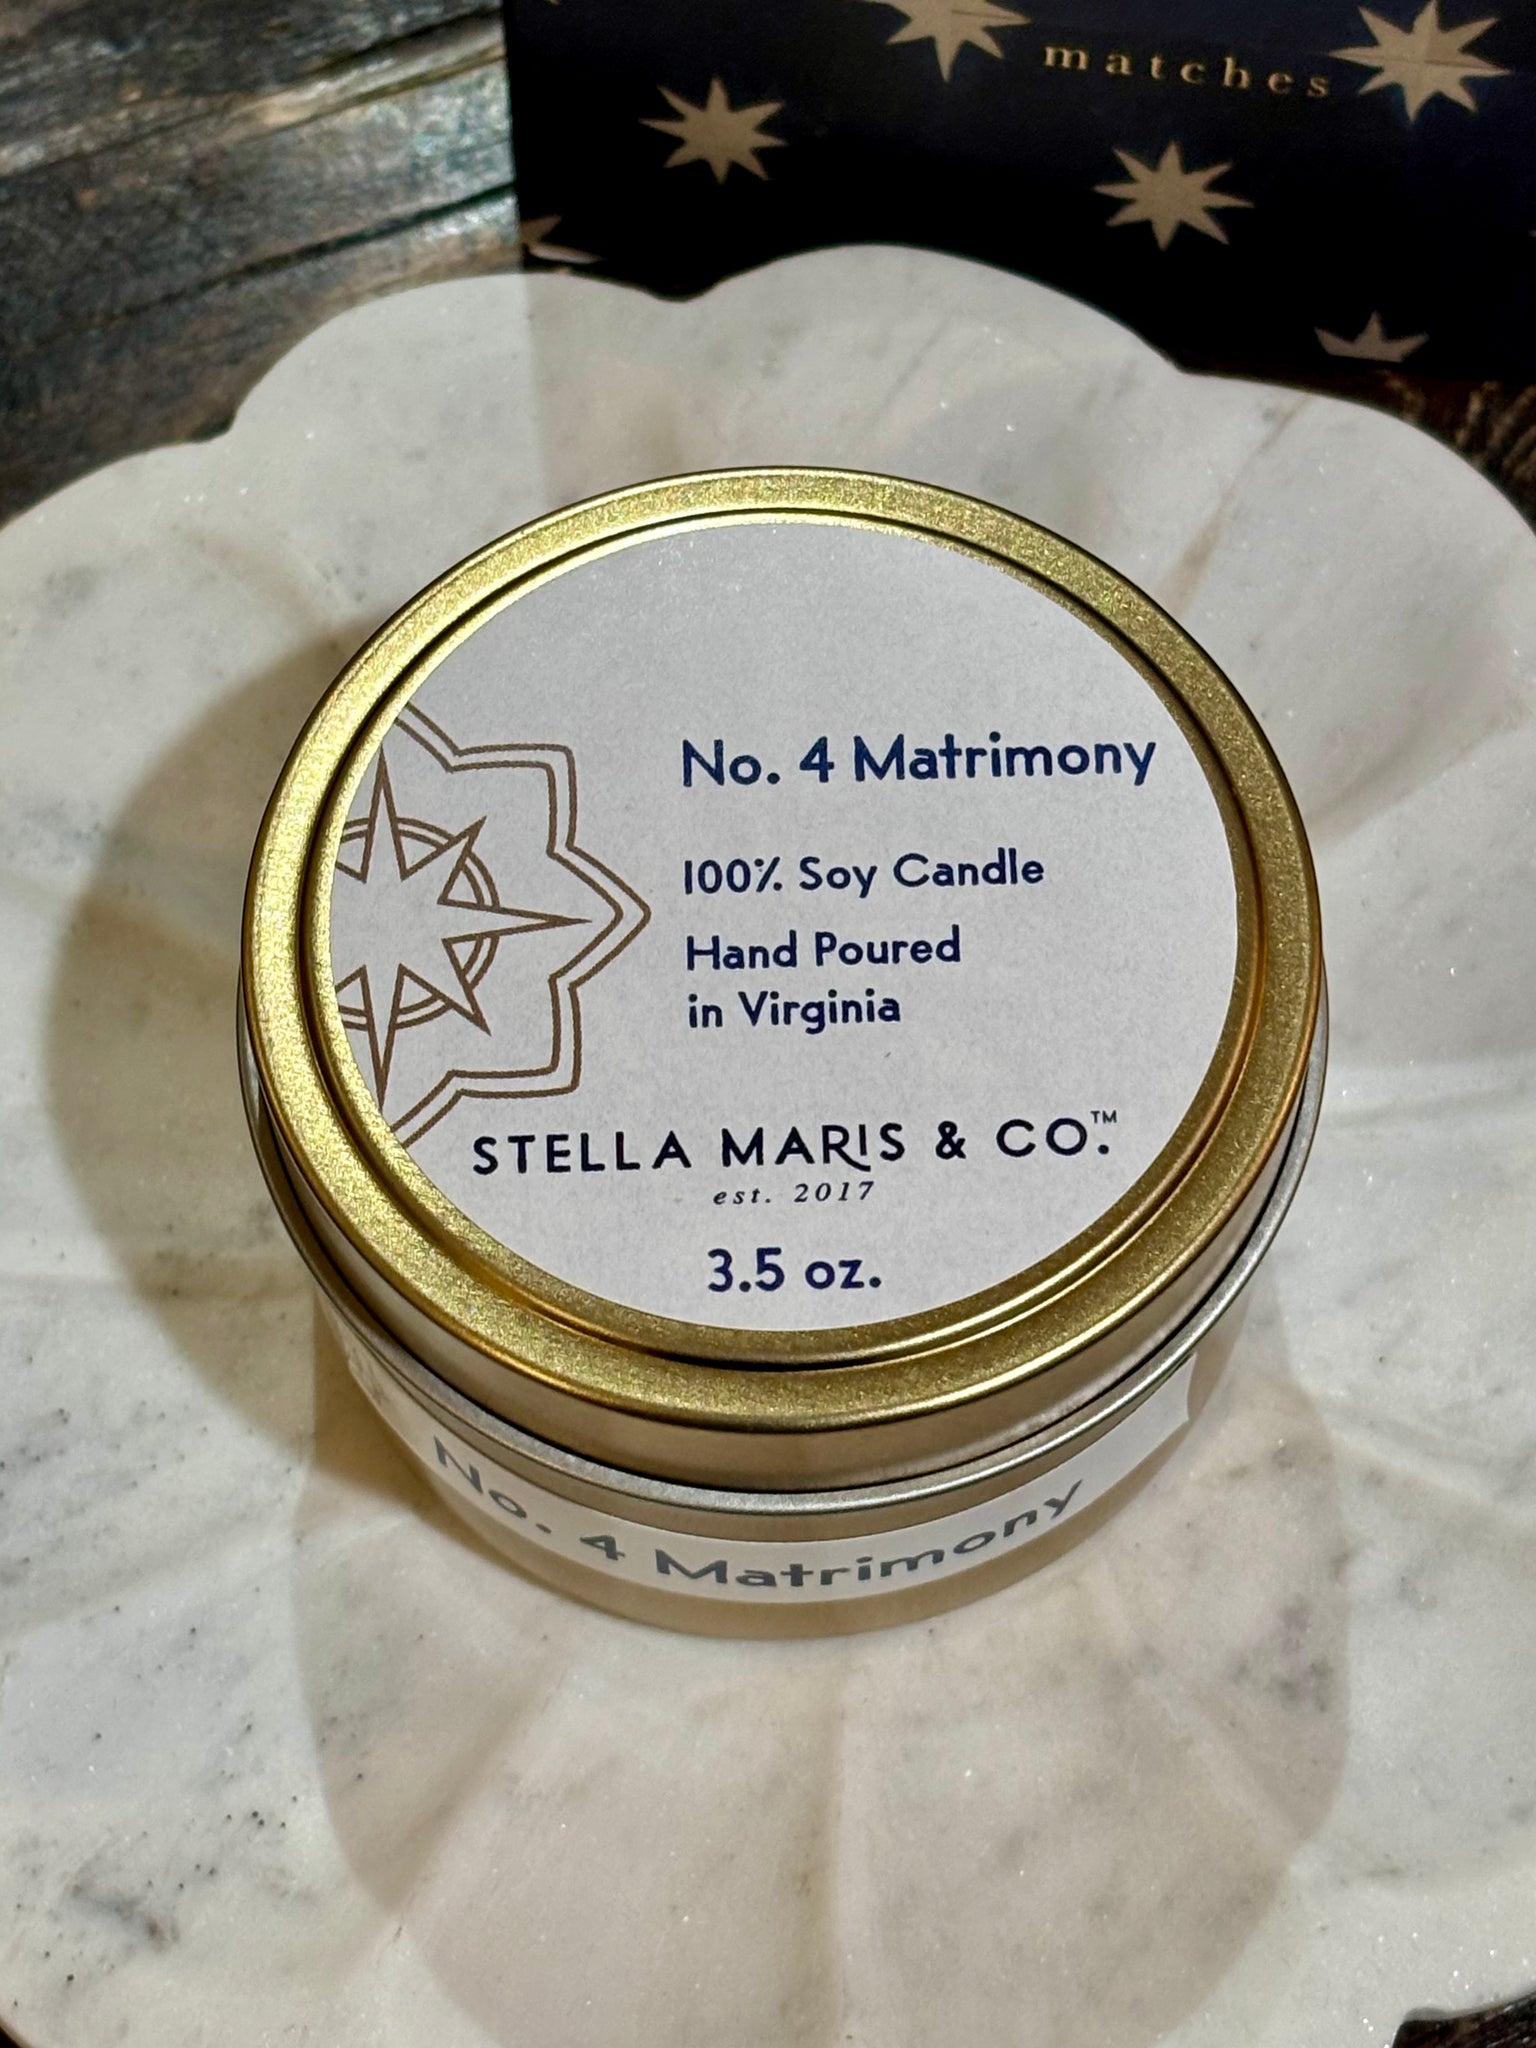 matches
No. 4 Matrimony
100% Soy Candle
Hand Poured
in Virginia
STELLA MARIS & CO.™
est. 2017
3.5 oz.
No. 4 Matrimony